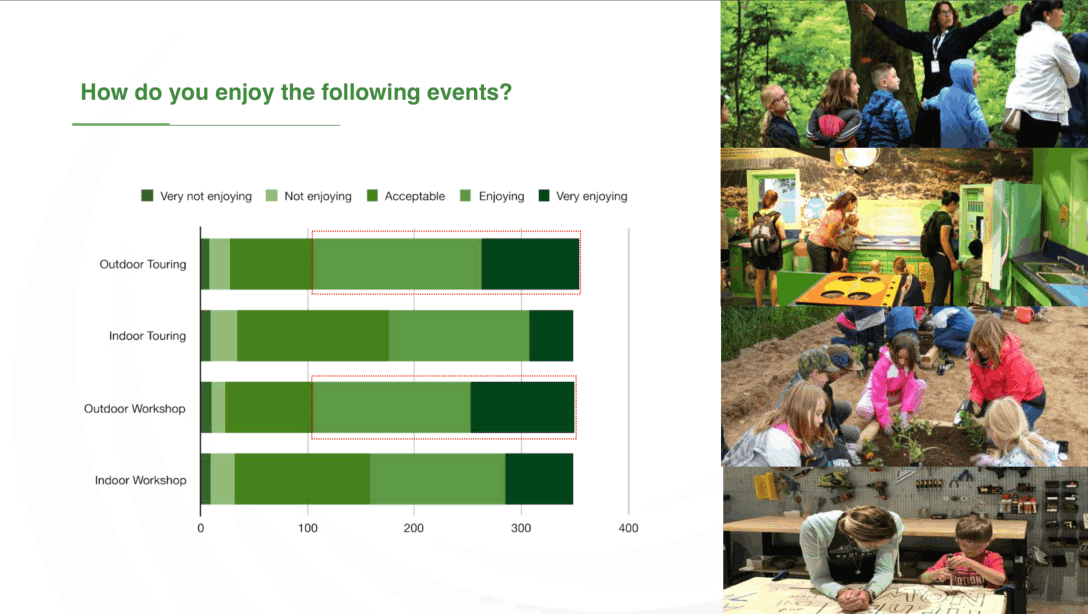 How do you enjoy the following events?
Very not enjoying Not enjoying Acceptable Enjoying Very enjoying
Outdoor Touring
Indoor Touring
Outdoor Workshop
Indoor Workshop
0 100 200 300 400